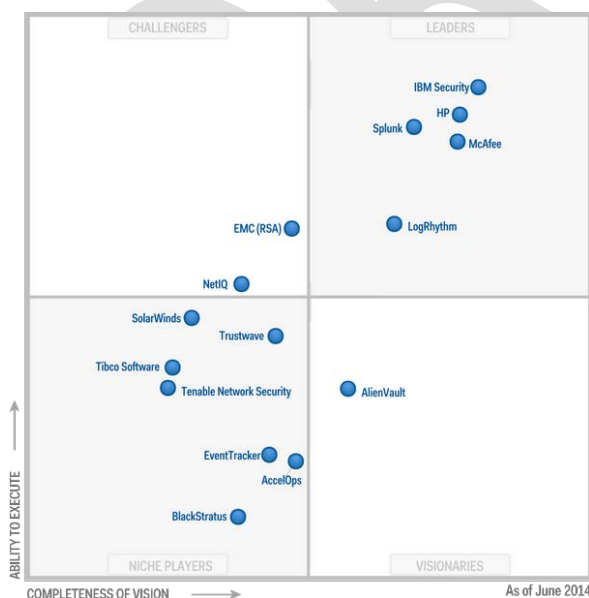 CHALLENGERS
LEADERS
IBM Security
HP
Splunk
McAfee
EMC (RSA)
LogRhythm
NetIQ
SolarWinds
Trustwave
Tibco Software
Tenable Network Security
AlienVault
EventTracker
AccelOps
BlackStratus
NICHE PLAYERS
VISIONARIES
ABILITY TO EXECUTE
COMPLETENESS OF VISION
As of June 2014